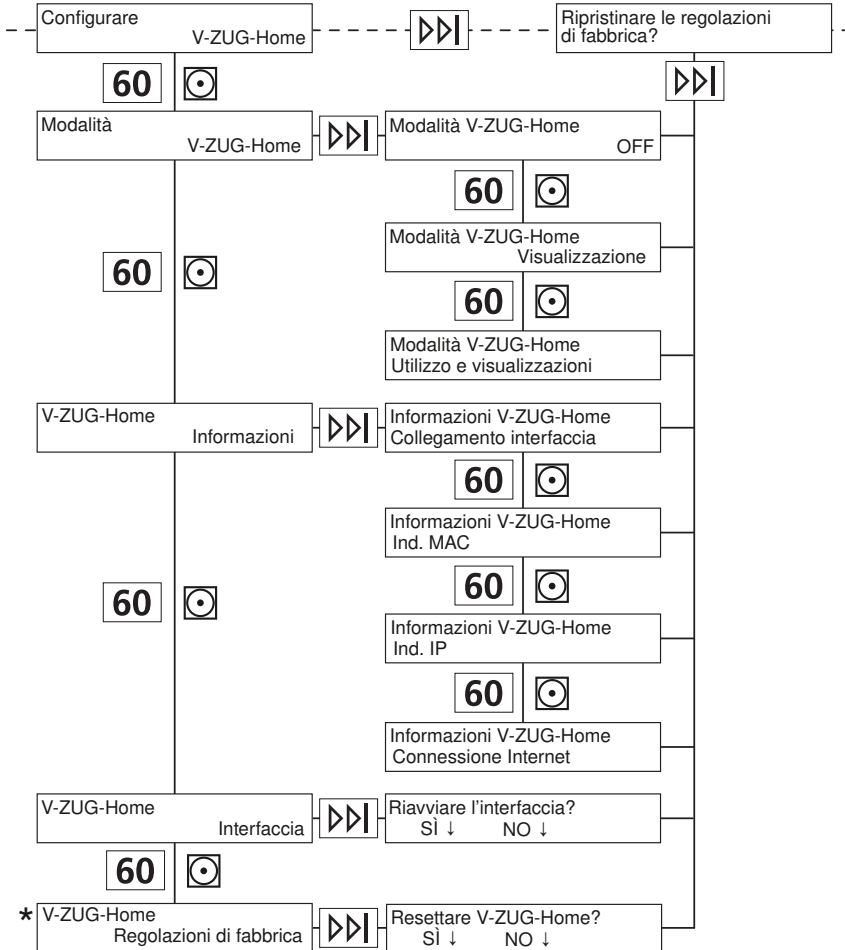 Configurare
V-ZUG-Home
Ripristinare le regolazioni
di fabbrica?
60
Modalità
V-ZUG-Home
Modalità V-ZUG-Home
OFF
60
Modalità V-ZUG-Home
Visualizzazione
60
60
Modalità V-ZUG-Home
Utilizzo e visualizzazioni
V-ZUG-Home
Informazioni
Informazioni V-ZUG-Home
Collegamento interfaccia
60
Informazioni V-ZUG-Home
Ind. MAC
60
60
Informazioni V-ZUG-Home
Ind. IP
60
Informazioni V-ZUG-Home
Connessione Internet
V-ZUG-Home
Interfaccia
Riavviare l'interfaccia?
SÌ ↓ NO ↓
60
* V-ZUG-Home
Regolazioni di fabbrica
Resettare V-ZUG-Home?
SÌ ↓ NO ↓